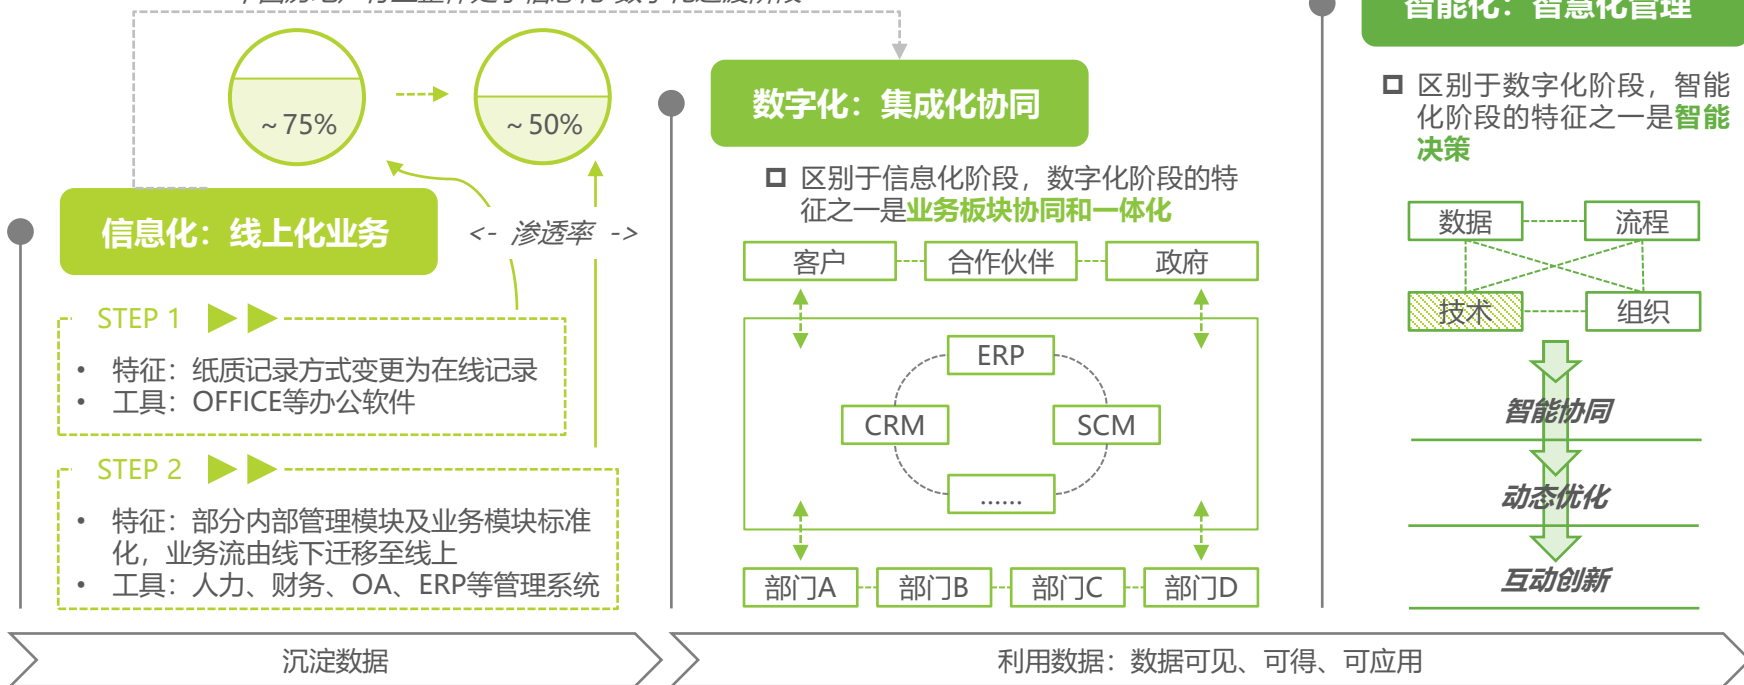 智能化：智慧化管理
~ 75%
~ 50%
数字化：集成化协同
区别于数字化阶段，智能
化阶段的特征之一是智能
决策
区别于信息化阶段，数字化阶段的特
征之一是业务板块协同和一体化
信息化：线上化业务
<- 渗透率 ->
数据
流程
技术
组织
客户
合作伙伴
政府
STEP 1
• 特征：纸质记录方式变更为在线记录
• 工具：OFFICE等办公软件
ERP
CRM
SCM
……
智能协同
动态优化
互动创新
STEP 2
• 特征：部分内部管理模块及业务模块标准
化，业务流由线下迁移至线上
• 工具：人力、财务、OA、ERP等管理系统
部门A
部门B
部门C
部门D
沉淀数据
利用数据：数据可见、可得、可应用